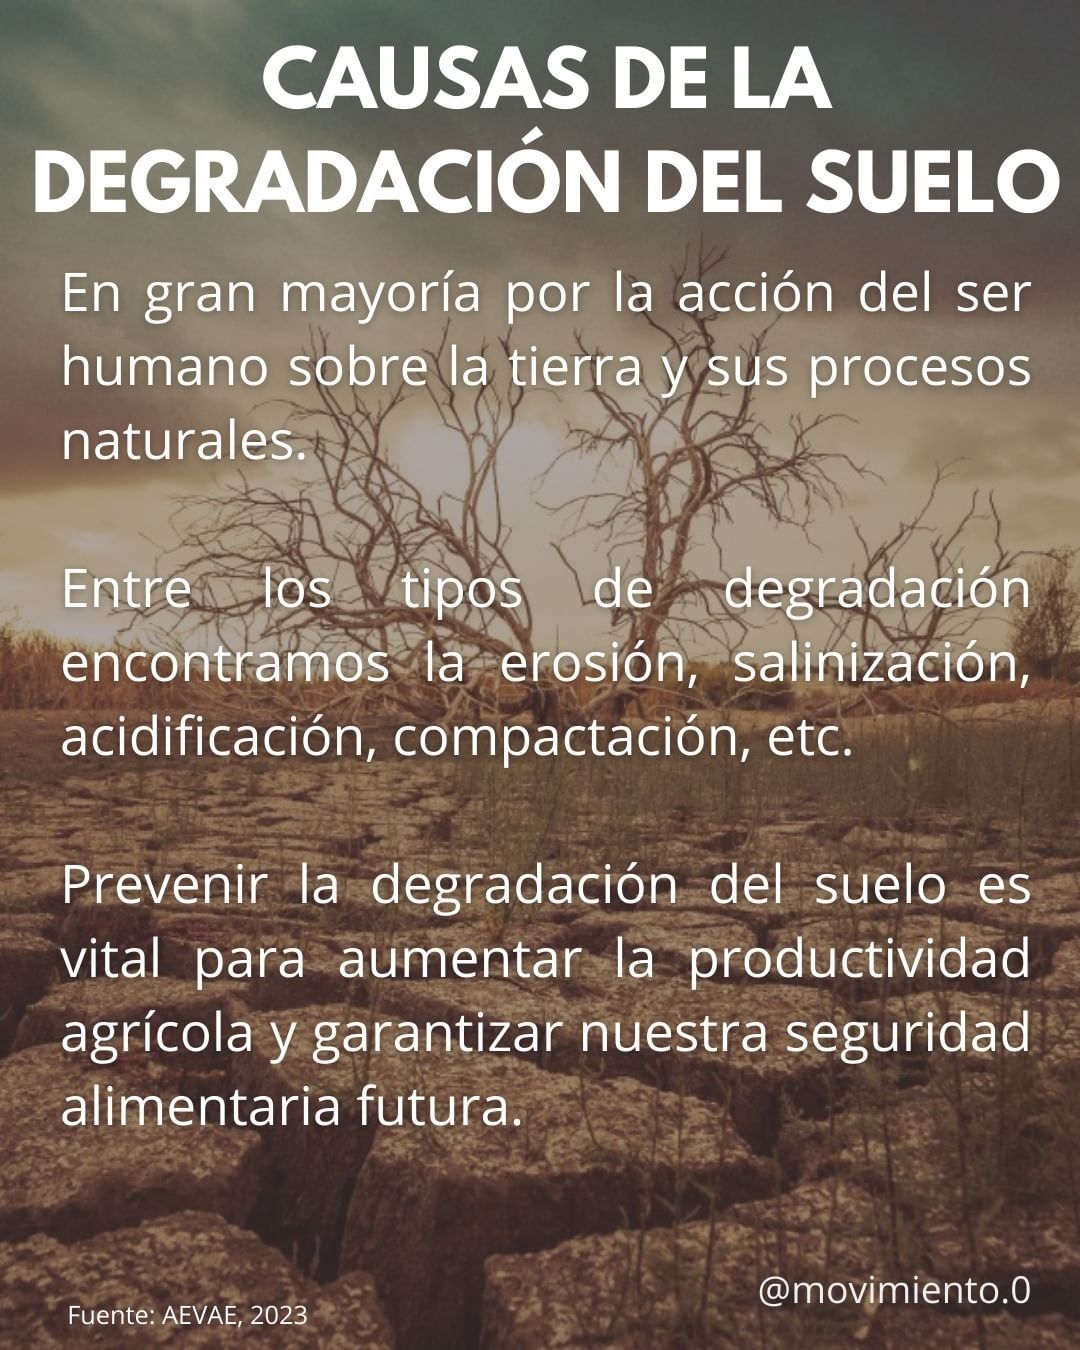 CAUSAS DE LA
DEGRADACIÓN DEL SUELO
En gran mayoría por la acción del ser
humano sobre la tierra y sus procesos
naturales.
Entre los tipos de degradación
encontramos la erosión, salinización,
acidificación, compactación, etc.
Prevenir la degradación del suelo es
vital para aumentar la productividad
agrícola y garantizar nuestra seguridad
alimentaria futura.
@movimiento.0
Fuente: AEVAE, 2023